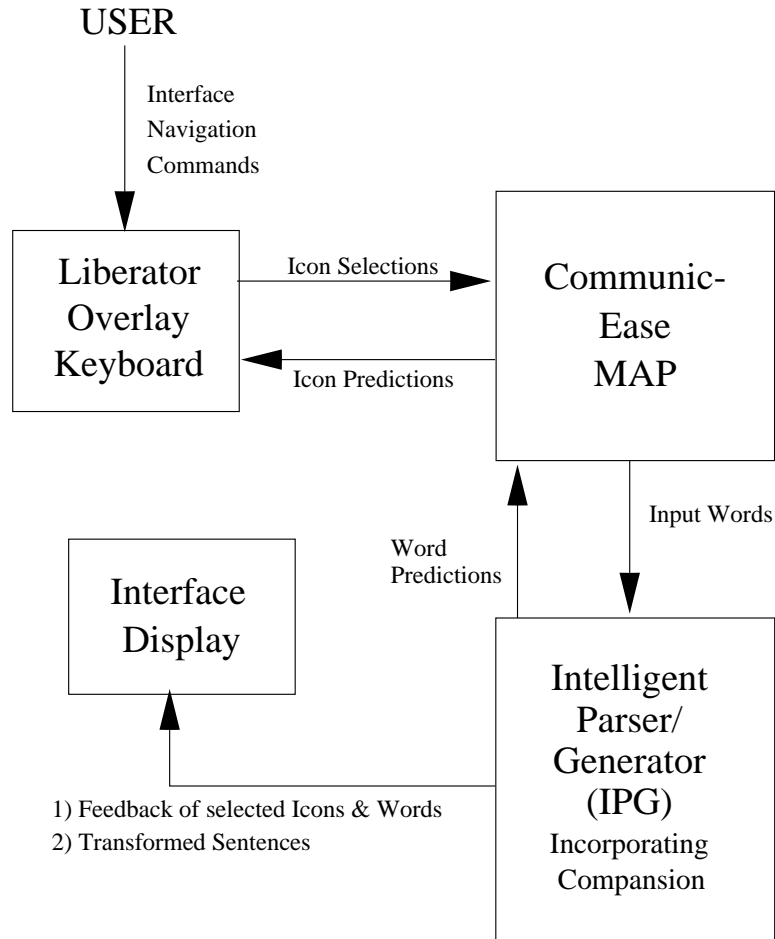 USER
Interface
Navigation
Commands
Liberator
Overlay
Keyboard
Icon Selections
Icon Predictions
Communic-
Ease
MAP
Input Words
Word
Predictions
Interface
Display
Intelligent
Parser/
Generator
(IPG)
Incorporating
Compansion
1) Feedback of selected Icons & Words
2) Transformed Sentences